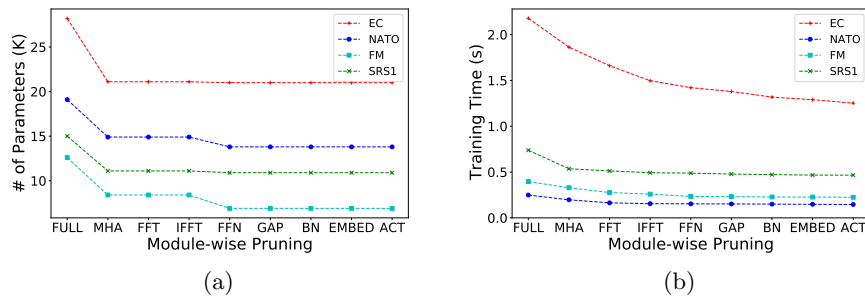 # of Parameters (K)
25
20
15
10
EC
NATO
FM
SRS1
FULL MHA FFT IFFT FFN GAP BN EMBED ACT
Module-wise Pruning
(a)
Training Time (s)
2.0
1.5
1.0
0.5
0.0
EC
NATO
FM
SRS1
FULL MHA FFT IFFT FFN GAP BN EMBED ACT
Module-wise Pruning
(b)